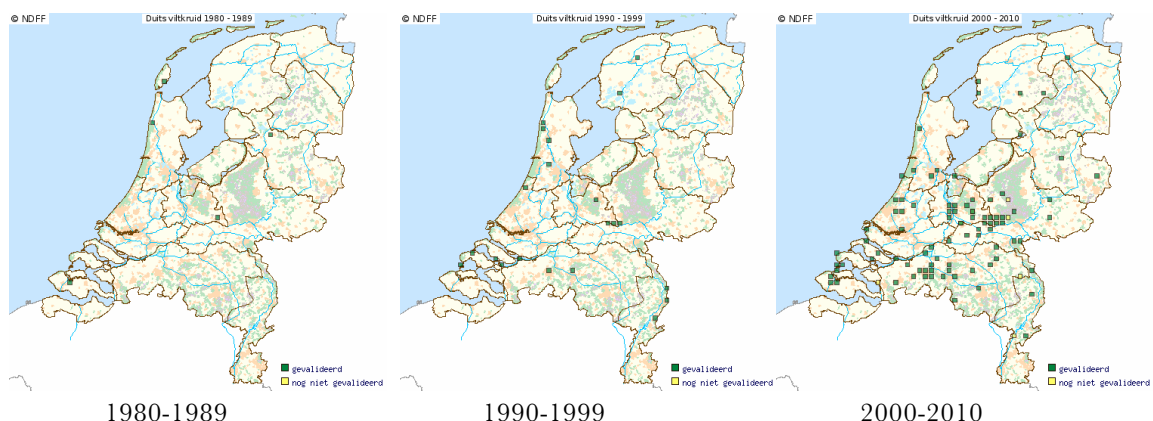 © NDFF
Duits viltkruid 1980 - 1989
gevalideerd
nog niet gevalideerd
1980-1989
© NDFF
Duits viltkruid 1990 - 1999
gevalideerd
nog niet gevalideerd
1990-1999
© NDFF
Duits viltkruid 2000 - 2010
gevalideerd
nog niet gevalideerd
2000-2010